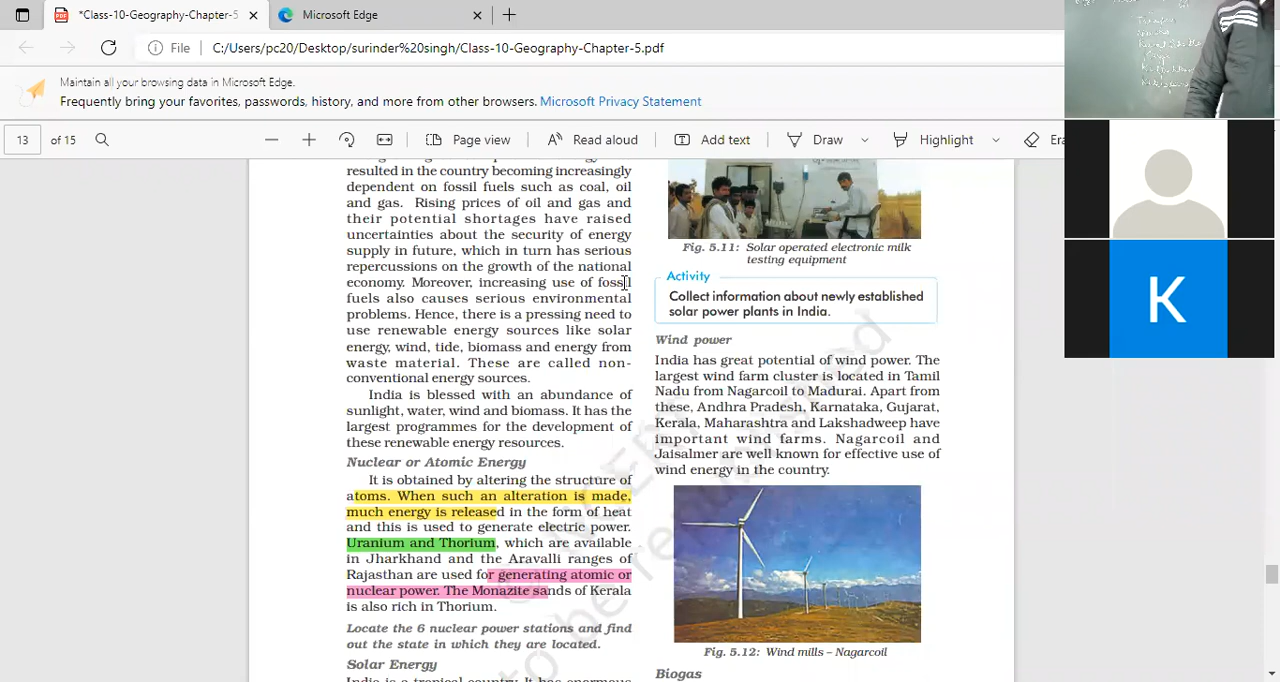 *Class-10-Geography-Chapter-5.
Microsoft Edge
File
C:/Users/pc20/Desktop/surinder%20singh/Class-10-Geography-Chapter-5.pdf
Maintain all your browsing data in Microsoft Edge.
Frequently bring your favorites, passwords, history, and more from other browsers. Microsoft Privacy Statement
13 of 15
Page view
Read aloud
Add text
Draw
Highlight
Era
resulted in the country becoming increasingly
dependent on fossil fuels such as coal, oil
and gas. Rising prices of oil and gas and
their potential shortages have raised
uncertainties about the security of energy
supply in future, which in turn has serious
repercussions on the growth of the national
economy. Moreover, increasing use of fossil
fuels also causes serious environmental
problems. Hence, there is a pressing need to
use renewable energy sources like solar
energy, wind, tide, biomass and energy from
waste material. These are called non-
conventional energy sources.
India is blessed with an abundance of
sunlight, water, wind and biomass. It has the
largest programmes for the development of
these renewable energy resources.
Nuclear or Atomic Energy
It is obtained by altering the structure of
atoms. When such an alteration is made,
much energy is released in the form of heat
and this is used to generate electric power.
Uranium and Thorium, which are available
in Jharkhand and the Aravalli ranges of
Rajasthan are used for generating atomic or
nuclear power. The Monazite sands of Kerala
is also rich in Thorium.
Locate the 6 nuclear power stations and find
out the state in which they are located.
Solar Energy
India is a tropical country. It has enormous
Fig. 5.11: Solar operated electronic milk
testing equipment
Activity
Collect information about newly established
solar power plants in India.
Wind power
India has great potential of wind power. The
largest wind farm cluster is located in Tamil
Nadu from Nagarcoil to Madurai. Apart from
these, Andhra Pradesh, Karnataka, Gujarat,
Kerala, Maharashtra and Lakshadweep have
important wind farms. Nagarcoil and
Jaisalmer are well known for effective use of
wind energy in the country.
Fig. 5.12: Wind mills – Nagarcoil
Biogas
K